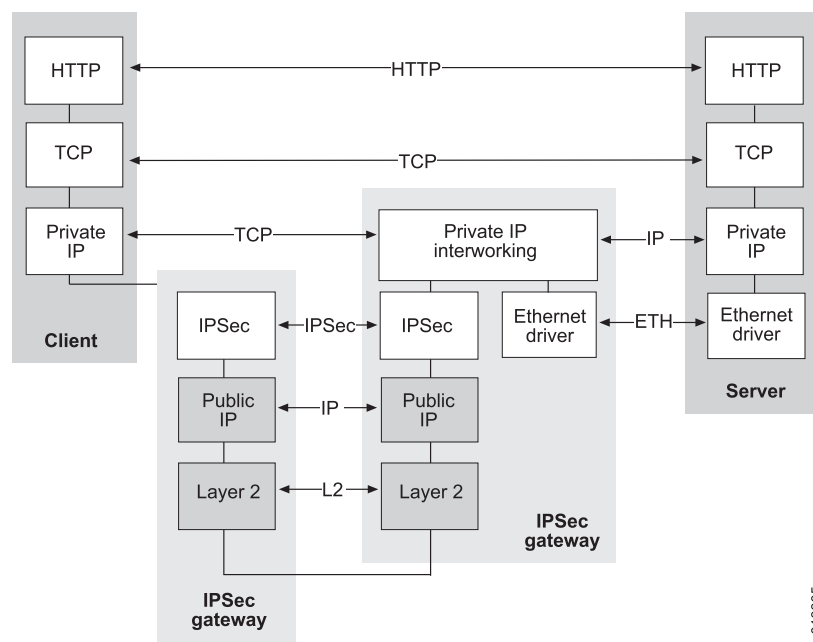 HTTP
HTTP
HTTP
TCP
TCP
TCP
Private
IP
TCP
Private IP
interworking
IP
Private
IP
IPSec
IPSec
IPSec
Ethernet
driver
ETH
Ethernet
driver
Client
Server
Public
IP
IP
Public
IP
Layer 2
L2
Layer 2
IPSec
gateway
IPSec
gateway